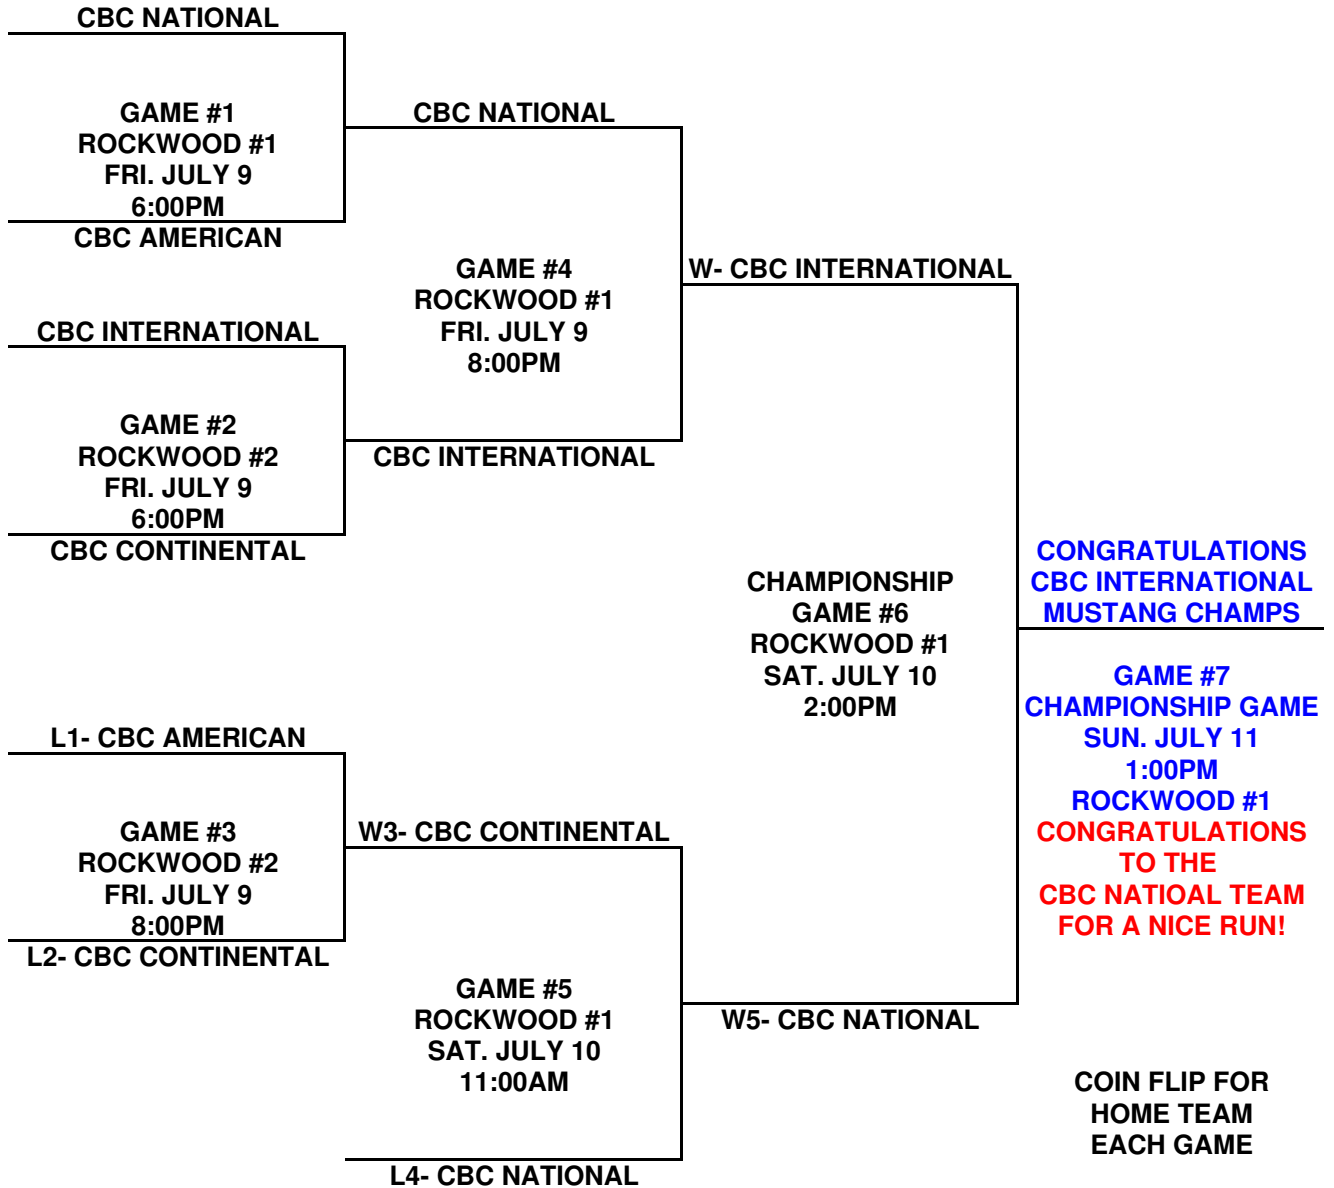 CBC NATIONAL
GAME #1
ROCKWOOD #1
FRI. JULY 9
6:00PM
CBC AMERICAN
CBC NATIONAL
GAME #4
ROCKWOOD #1
FRI. JULY 9
8:00PM
CBC INTERNATIONAL
GAME #2
ROCKWOOD #2
FRI. JULY 9
6:00PM
CBC CONTINENTAL
CBC INTERNATIONAL
W- CBC INTERNATIONAL
CHAMPIONSHIP
GAME #6
ROCKWOOD #1
SAT. JULY 10
2:00PM
CONGRATULATIONS
CBC INTERNATIONAL
MUSTANG CHAMPS
GAME #7
CHAMPIONSHIP GAME
SUN. JULY 11
1:00PM
ROCKWOOD #1
CONGRATULATIONS
TO THE
CBC NATIOAL TEAM
FOR A NICE RUN!
L1- CBC AMERICAN
GAME #3
ROCKWOOD #2
FRI. JULY 9
8:00PM
L2- CBC CONTINENTAL
W3- CBC CONTINENTAL
GAME #5
ROCKWOOD #1
SAT. JULY 10
11:00AM
L4- CBC NATIONAL
W5- CBC NATIONAL
COIN FLIP FOR
HOME TEAM
EACH GAME